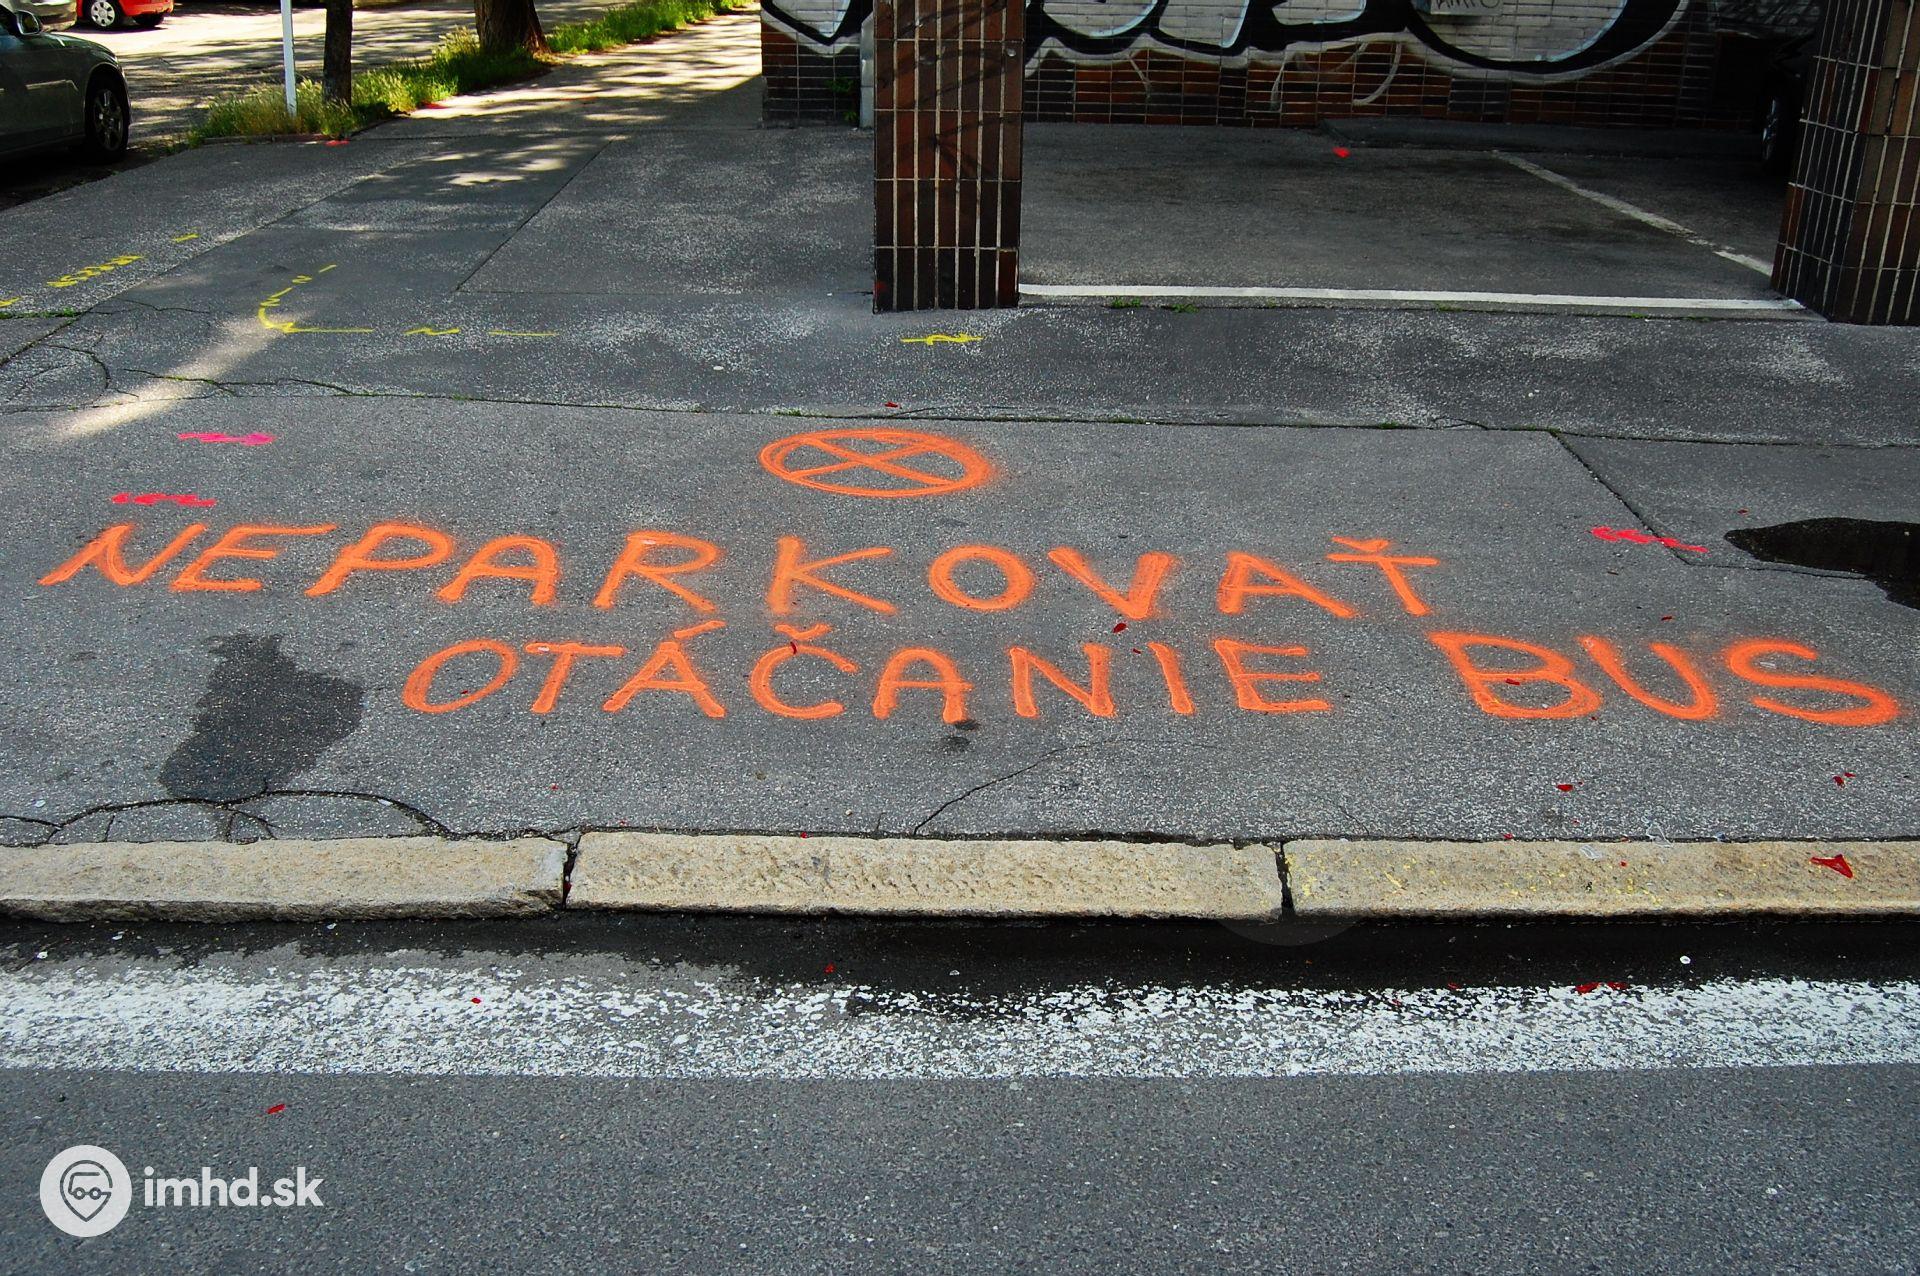 NEPARKOVAŤ
OTÁČANIE BUS
imhd.sk